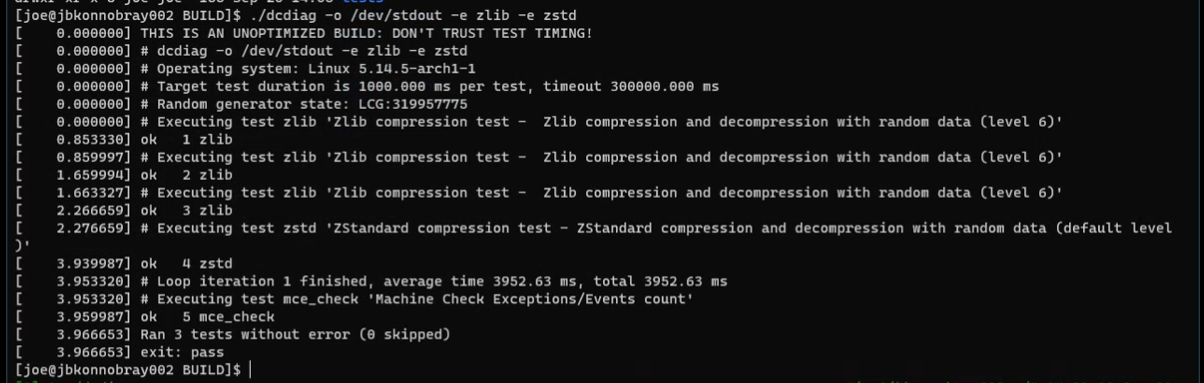 [joe@jbkonnobray002 BUILD]$ ./dcdiag -o /dev/stdout -e zlib -e zstd
[    0.000000] THIS IS AN UNOPTIMIZED BUILD: DON'T TRUST TEST TIMING!
[    0.000000] # dcdiag -o /dev/stdout -e zlib -e zstd
[    0.000000] # Operating system: Linux 5.14.5-arch1-1
[    0.000000] # Target test duration is 1000.000 ms per test, timeout 300000.000 ms
[    0.000000] # Random generator state: LCG:319957775
[    0.000000] # Executing test zlib 'Zlib compression test -  Zlib compression and decompression with random data (level 6)'
[    0.853330] ok   1 zlib
[    0.859997] # Executing test zlib 'Zlib compression test -  Zlib compression and decompression with random data (level 6)'
[    1.659994] ok   2 zlib
[    1.663327] # Executing test zlib 'Zlib compression test -  Zlib compression and decompression with random data (level 6)'
[    2.266659] ok   3 zlib
[    2.276659] # Executing test zstd 'ZStandard compression test - ZStandard compression and decompression with random data (default level
)'
[    3.939987] ok   4 zstd
[    3.953320] # Loop iteration 1 finished, average time 3952.63 ms, total 3952.63 ms
[    3.953320] # Executing test mce_check 'Machine Check Exceptions/Events count'
[    3.959987] ok   5 mce_check
[    3.966653] Ran 3 tests without error (0 skipped)
[    3.966653] exit: pass
[joe@jbkonnobray002 BUILD]$